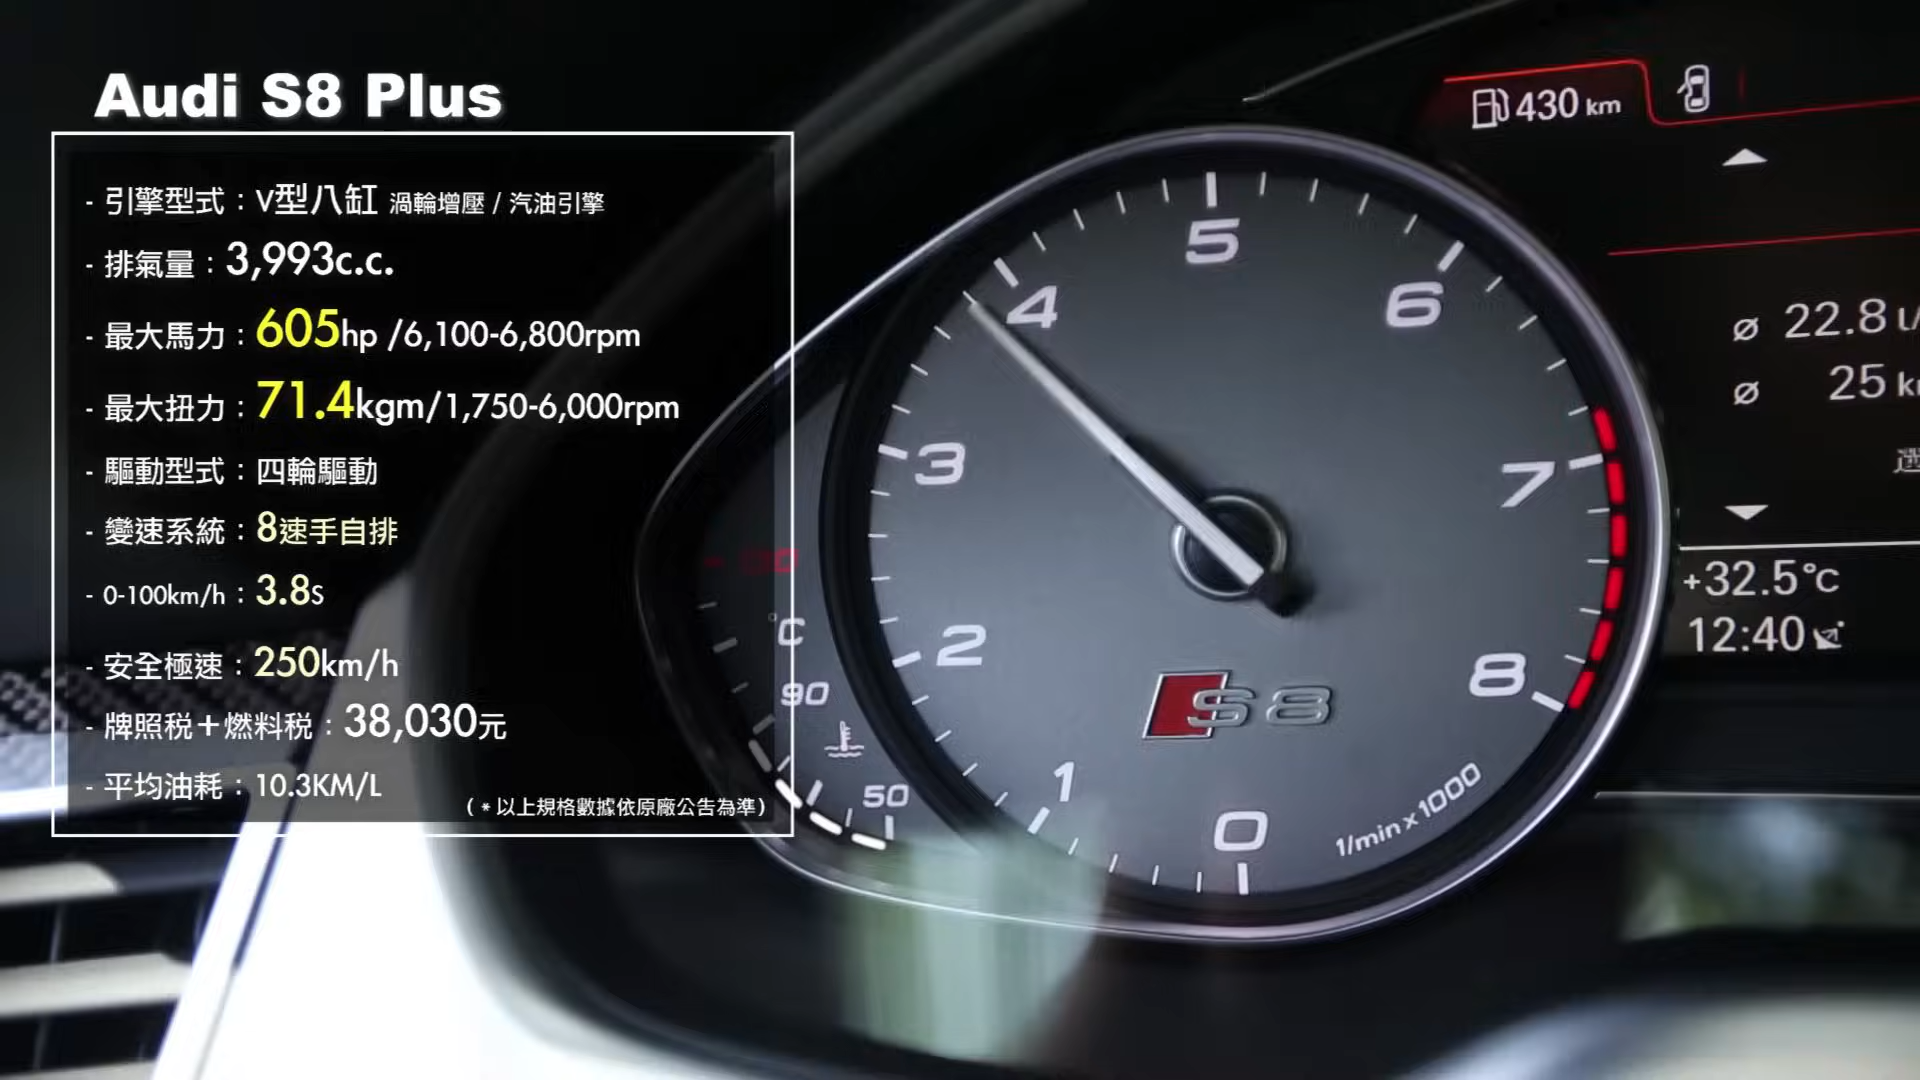 Audi S8 Plus
- 引擎型式：V型八缸 渦輪增壓 / 汽油引擎
- 排氣量：3,993c.c.
- 最大馬力：605hp /6,100-6,800rpm
- 最大扭力：71.4kgm/1,750-6,000rpm
- 驅動型式：四輪驅動
- 變速系統：8速手自排
- 0-100km/h：3.8s
- 安全極速：250km/h
- 牌照税＋燃料税：38,030元
- 平均油耗：10.3KM/L
（*以上規格數據依原廠公告為準）
°C
90
50
0
1
2
3
4
5
6
7
8
S8
1/min x 1000
430 km
ø 22.8
ø 25
+32.5°C
12:40